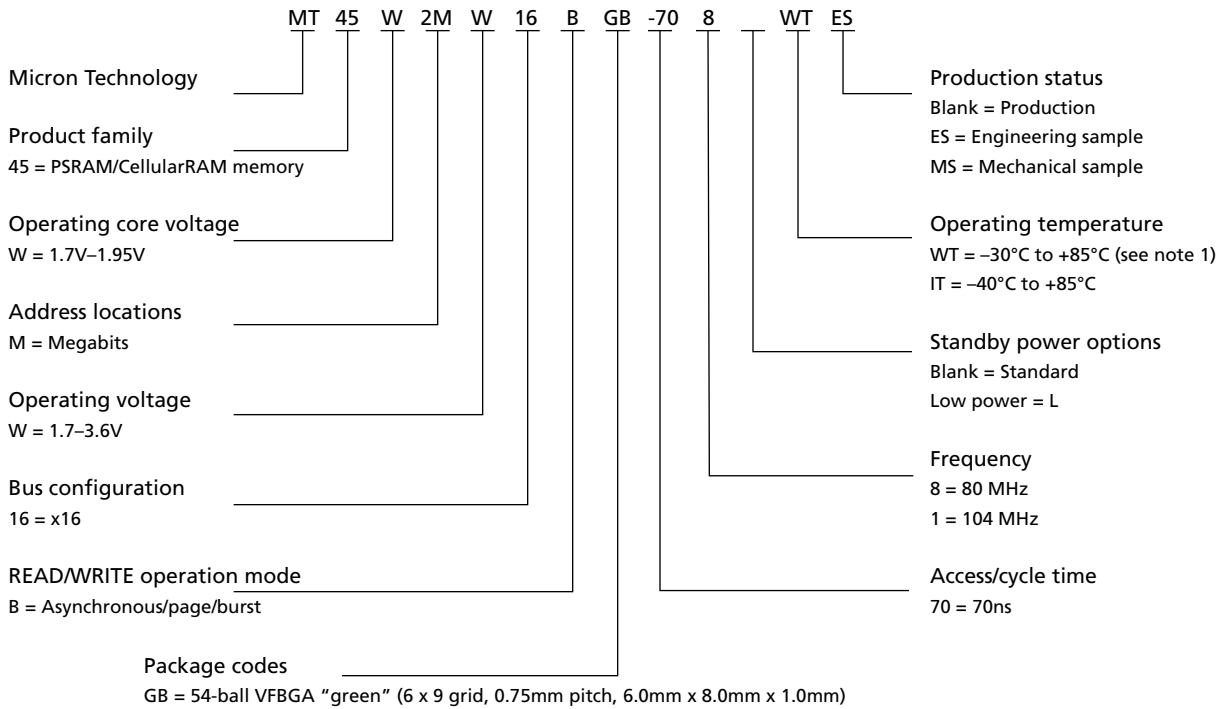 MT 45 W 2M W 16 B GB -70 8 WT ES
Micron Technology
Product family
45 = PSRAM/CellularRAM memory
Operating core voltage
W = 1.7V–1.95V
Address locations
M = Megabits
Operating voltage
W = 1.7–3.6V
Bus configuration
16 = x16
READ/WRITE operation mode
B = Asynchronous/page/burst
Package codes
GB = 54-ball VFBGA “green” (6 x 9 grid, 0.75mm pitch, 6.0mm x 8.0mm x 1.0mm)
Production status
Blank = Production
ES = Engineering sample
MS = Mechanical sample
Operating temperature
WT = –30°C to +85°C (see note 1)
IT = –40°C to +85°C
Standby power options
Blank = Standard
Low power = L
Frequency
8 = 80 MHz
1 = 104 MHz
Access/cycle time
70 = 70ns